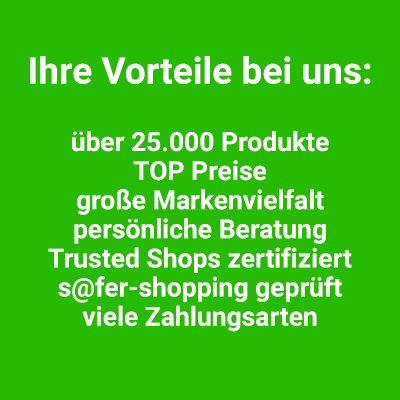 Ihre Vorteile bei uns:
über 25.000 Produkte
TOP Preise
große Markenvielfalt
persönliche Beratung
Trusted Shops zertifiziert
s@fer-shopping geprüft
viele Zahlungsarten